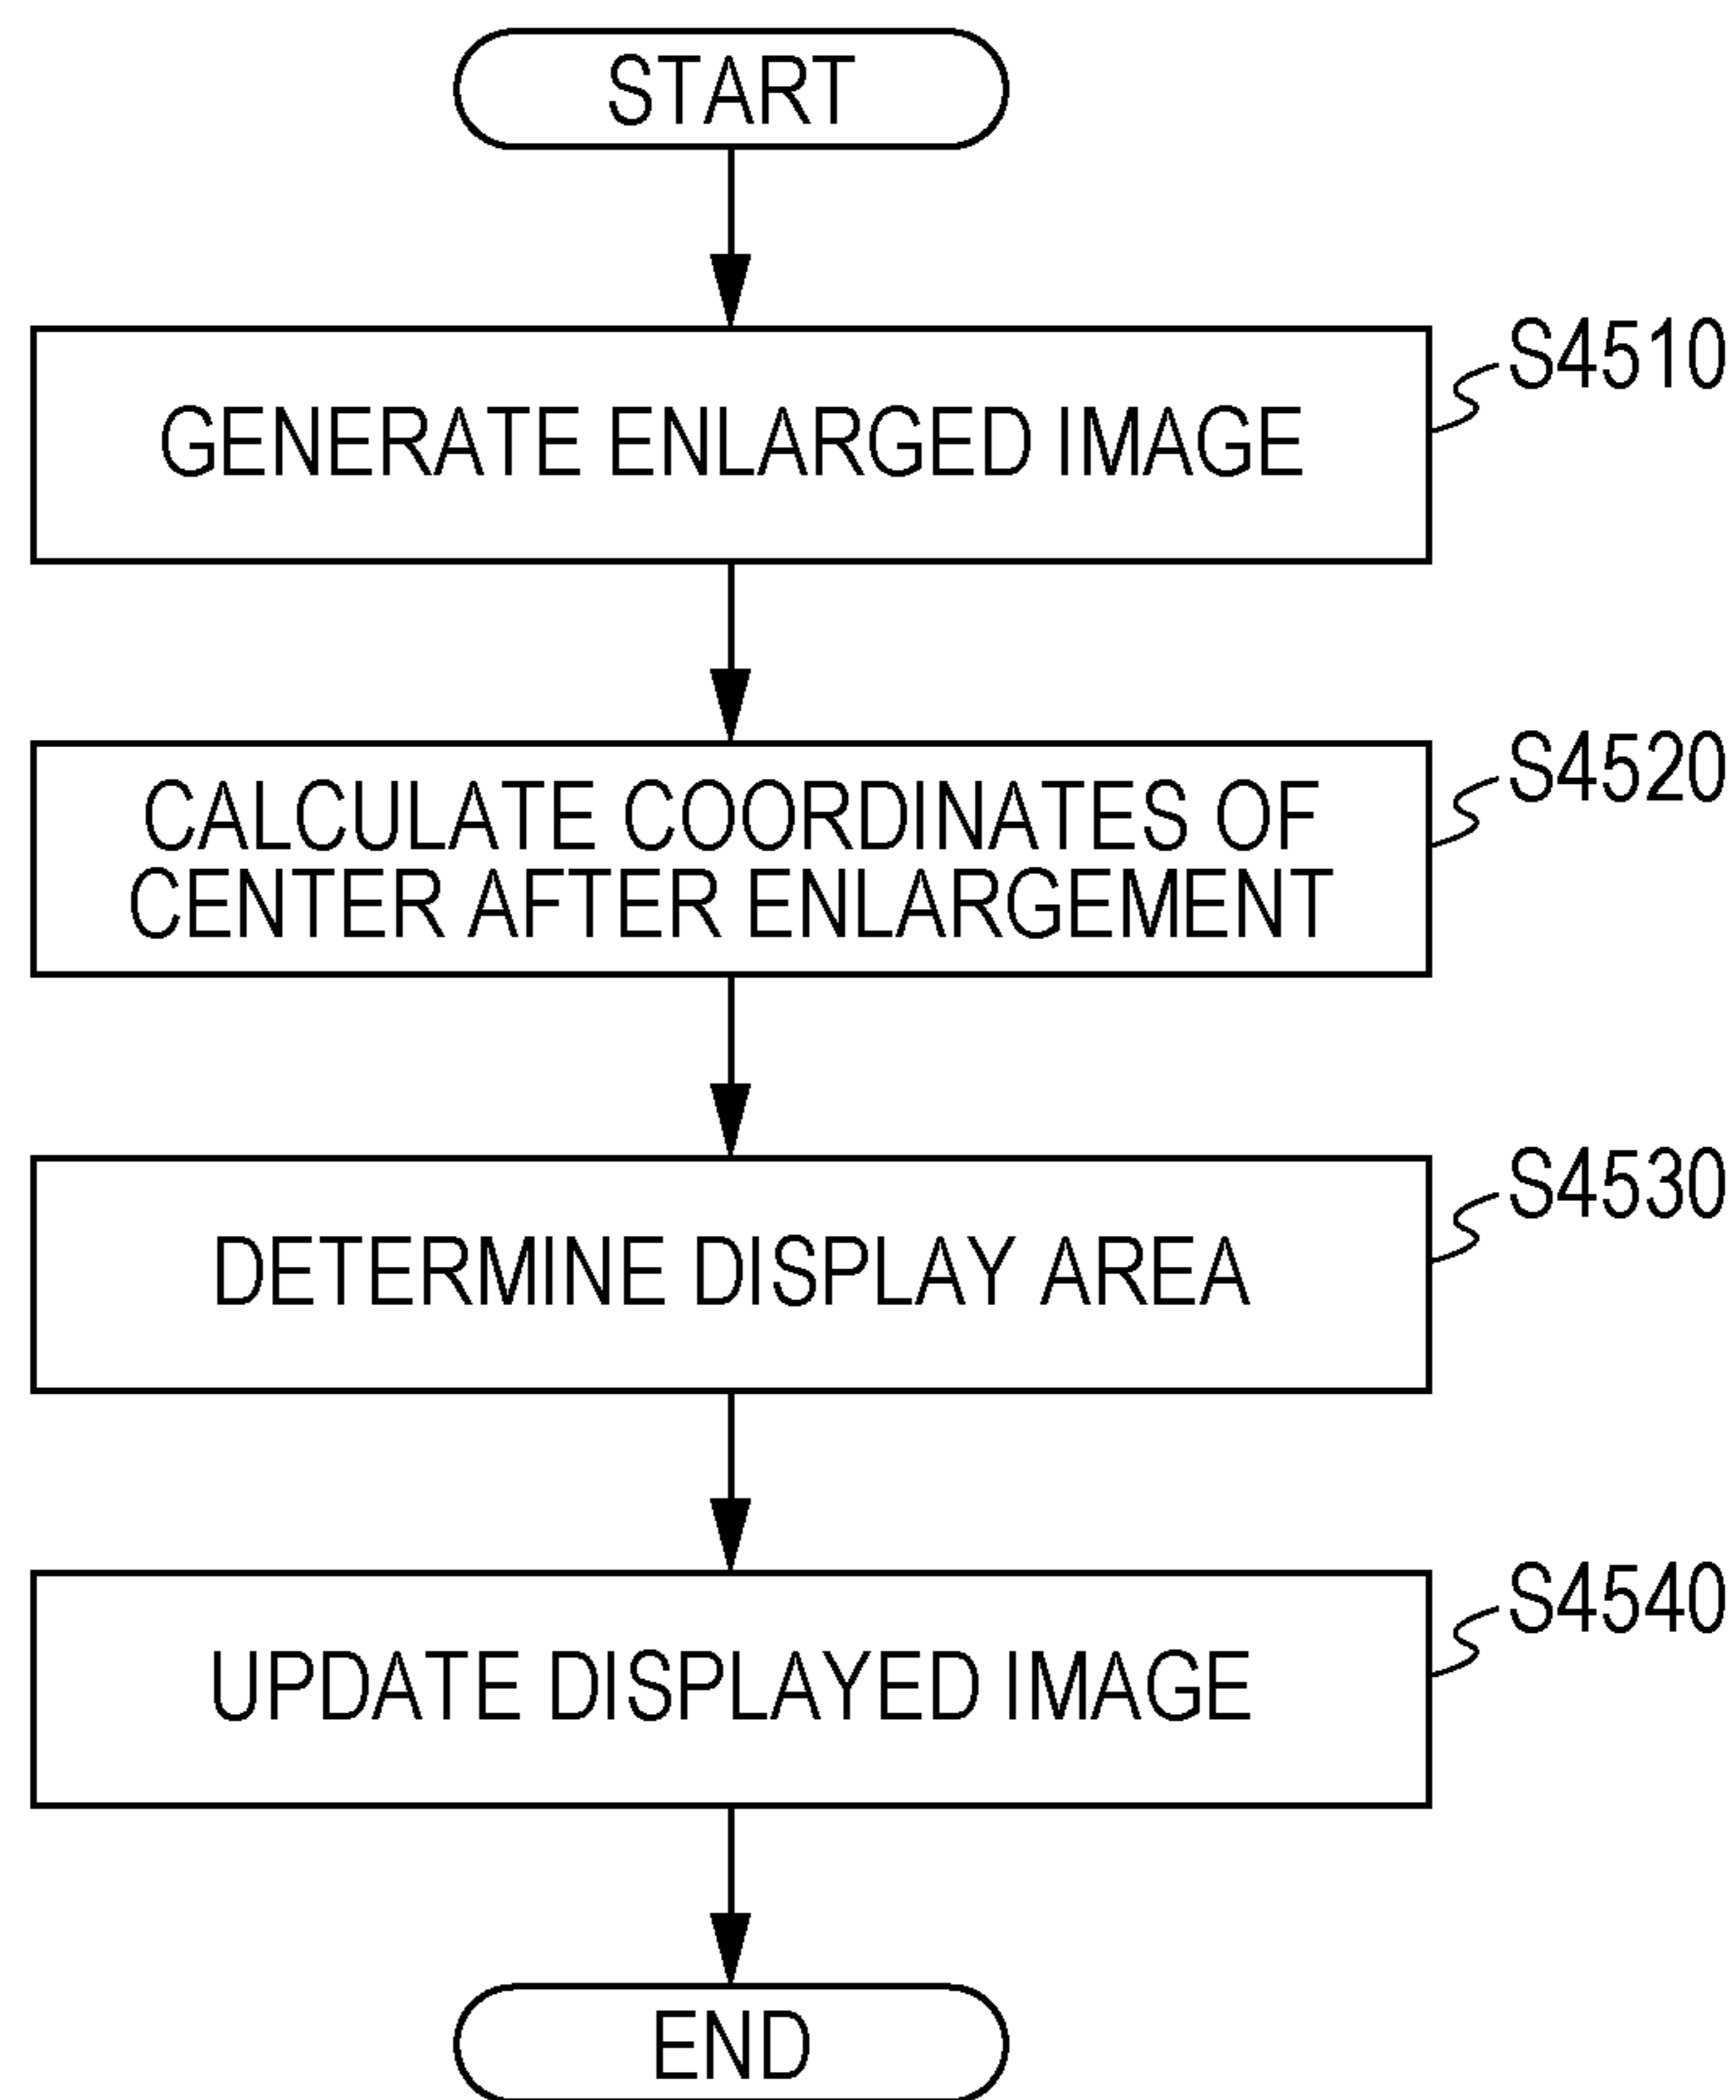 START
S4510
GENERATE ENLARGED IMAGE
S4520
CALCULATE COORDINATES OF
CENTER AFTER ENLARGEMENT
S4530
DETERMINE DISPLAY AREA
S4540
UPDATE DISPLAYED IMAGE
END